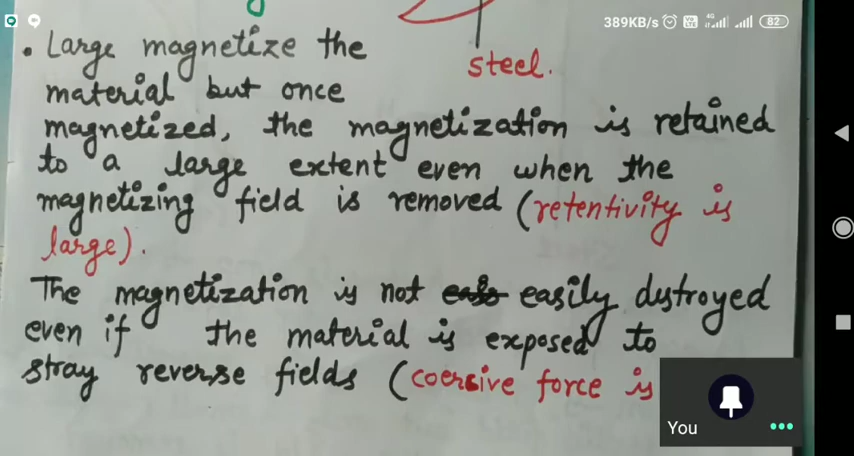 389KB/s 4G 82
• Large magnetize the
steel.
material but once
magnetized, the magnetization is retained
to a large extent even when the
magnetizing field is removed (retentivity is
large).
The magnetization is not easily destroyed
even if the material is exposed to
stray reverse fields (coercive force is
You